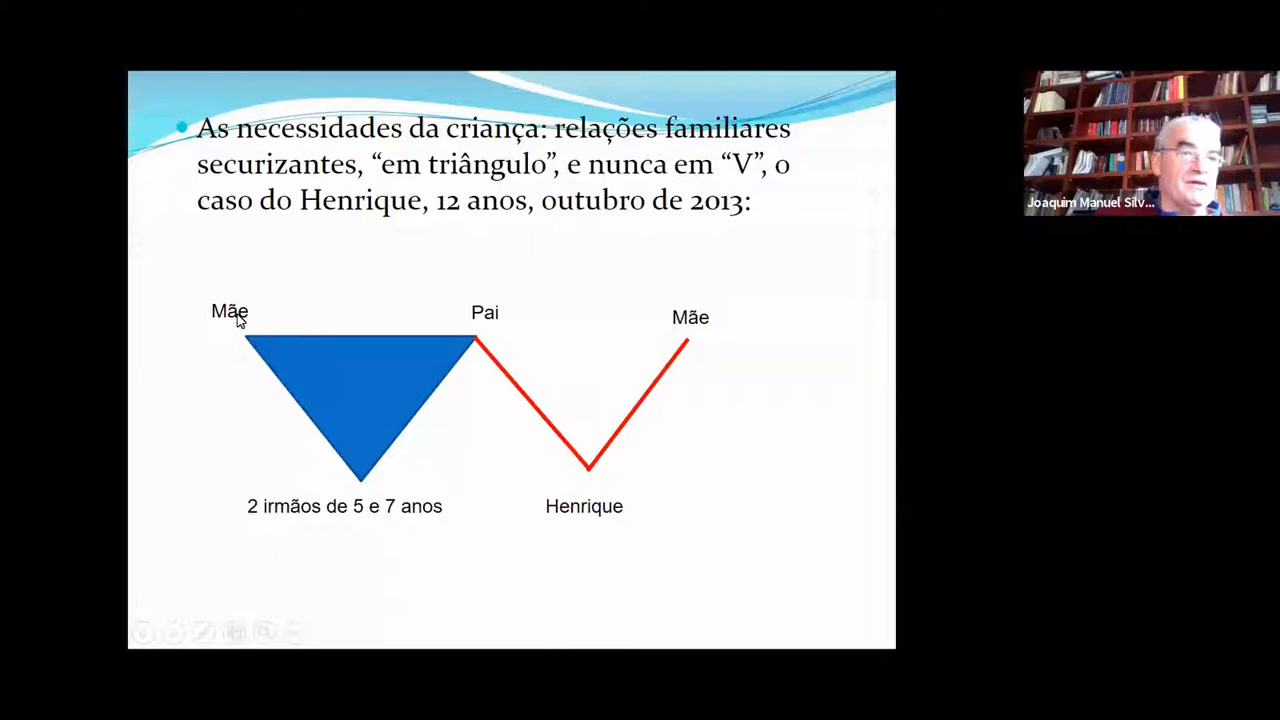 As necessidades da criança: relações familiares
securizantes, “em triângulo”, e nunca em “V”, o
caso do Henrique, 12 anos, outubro de 2013:
Joaquim Manuel Silv...
Mãe
Pai
Mãe
2 irmãos de 5 e 7 anos
Henrique